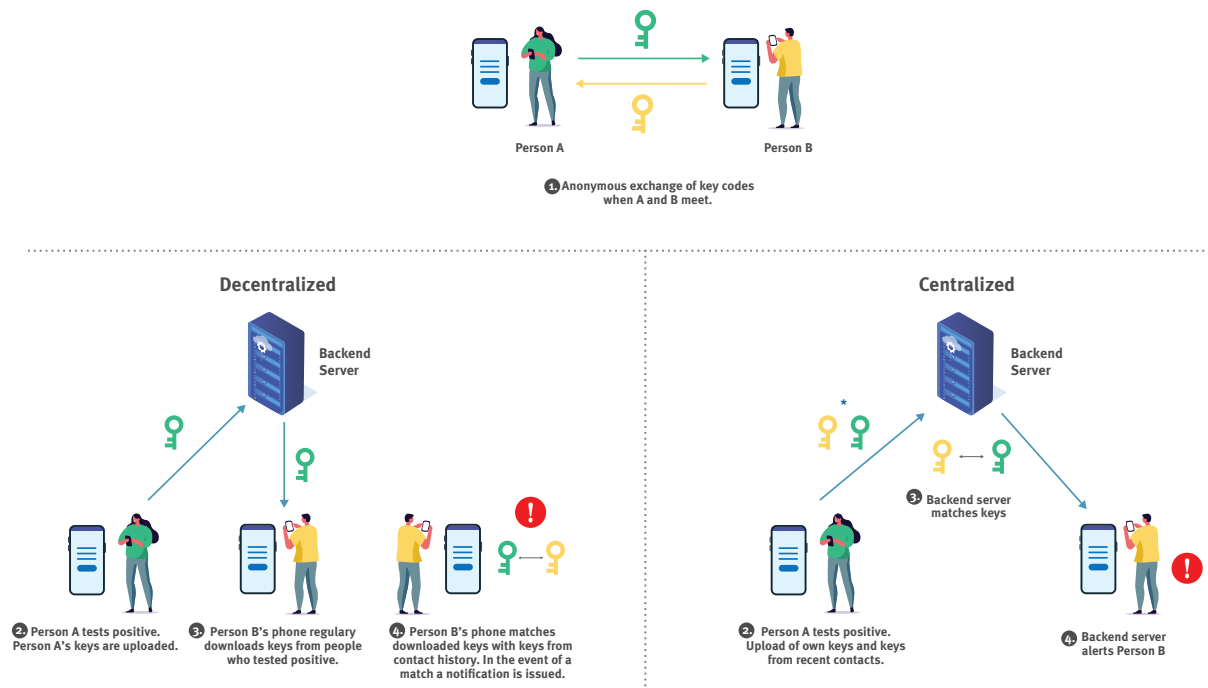 Person A
Person B
1. Anonymous exchange of key codes
when A and B meet.
Decentralized
Backend
Server
2. Person A tests positive.
Person A's keys are uploaded.
3. Person B's phone regulary
downloads keys from people
who tested positive.
4. Person B's phone matches
downloaded keys with keys from
contact history. In the event of a
match a notification is issued.
!
Centralized
Backend
Server
*
2. Person A tests positive.
Upload of own keys and keys
from recent contacts.
3. Backend server
matches keys
4. Backend server
alerts Person B
!